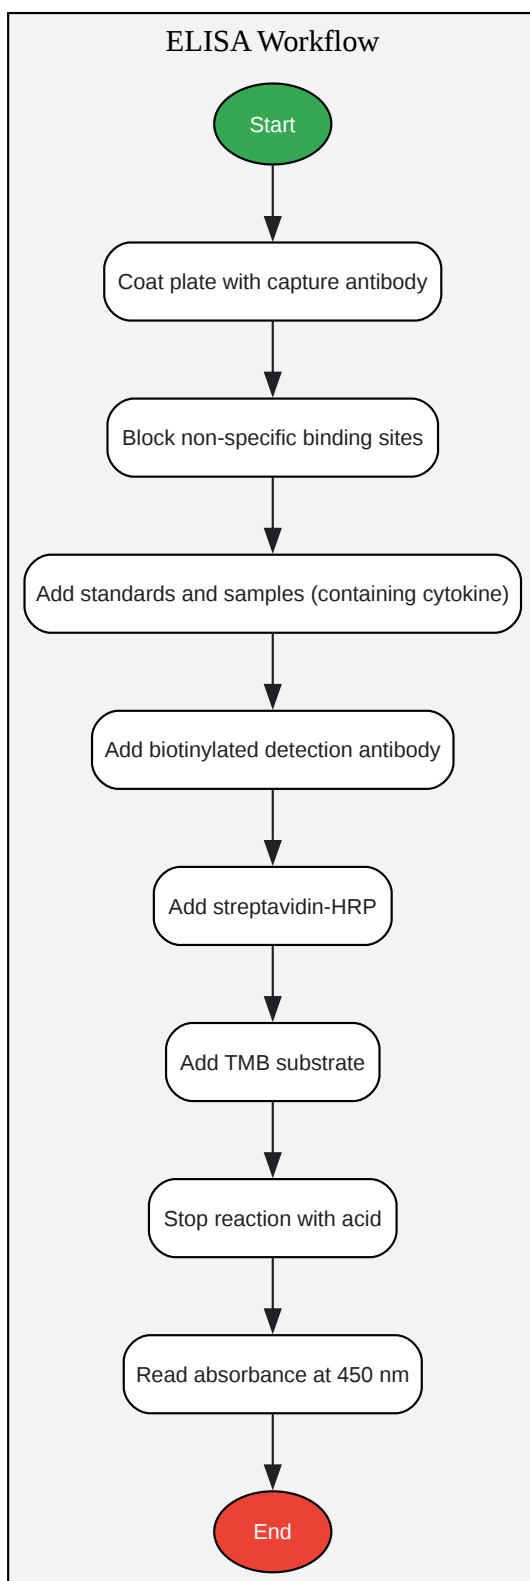 ELISA Workflow
Start
Coat plate with capture antibody
Block non-specific binding sites
Add standards and samples (containing cytokine)
Add biotinylated detection antibody
Add streptavidin-HRP
Add TMB substrate
Stop reaction with acid
Read absorbance at 450 nm
End